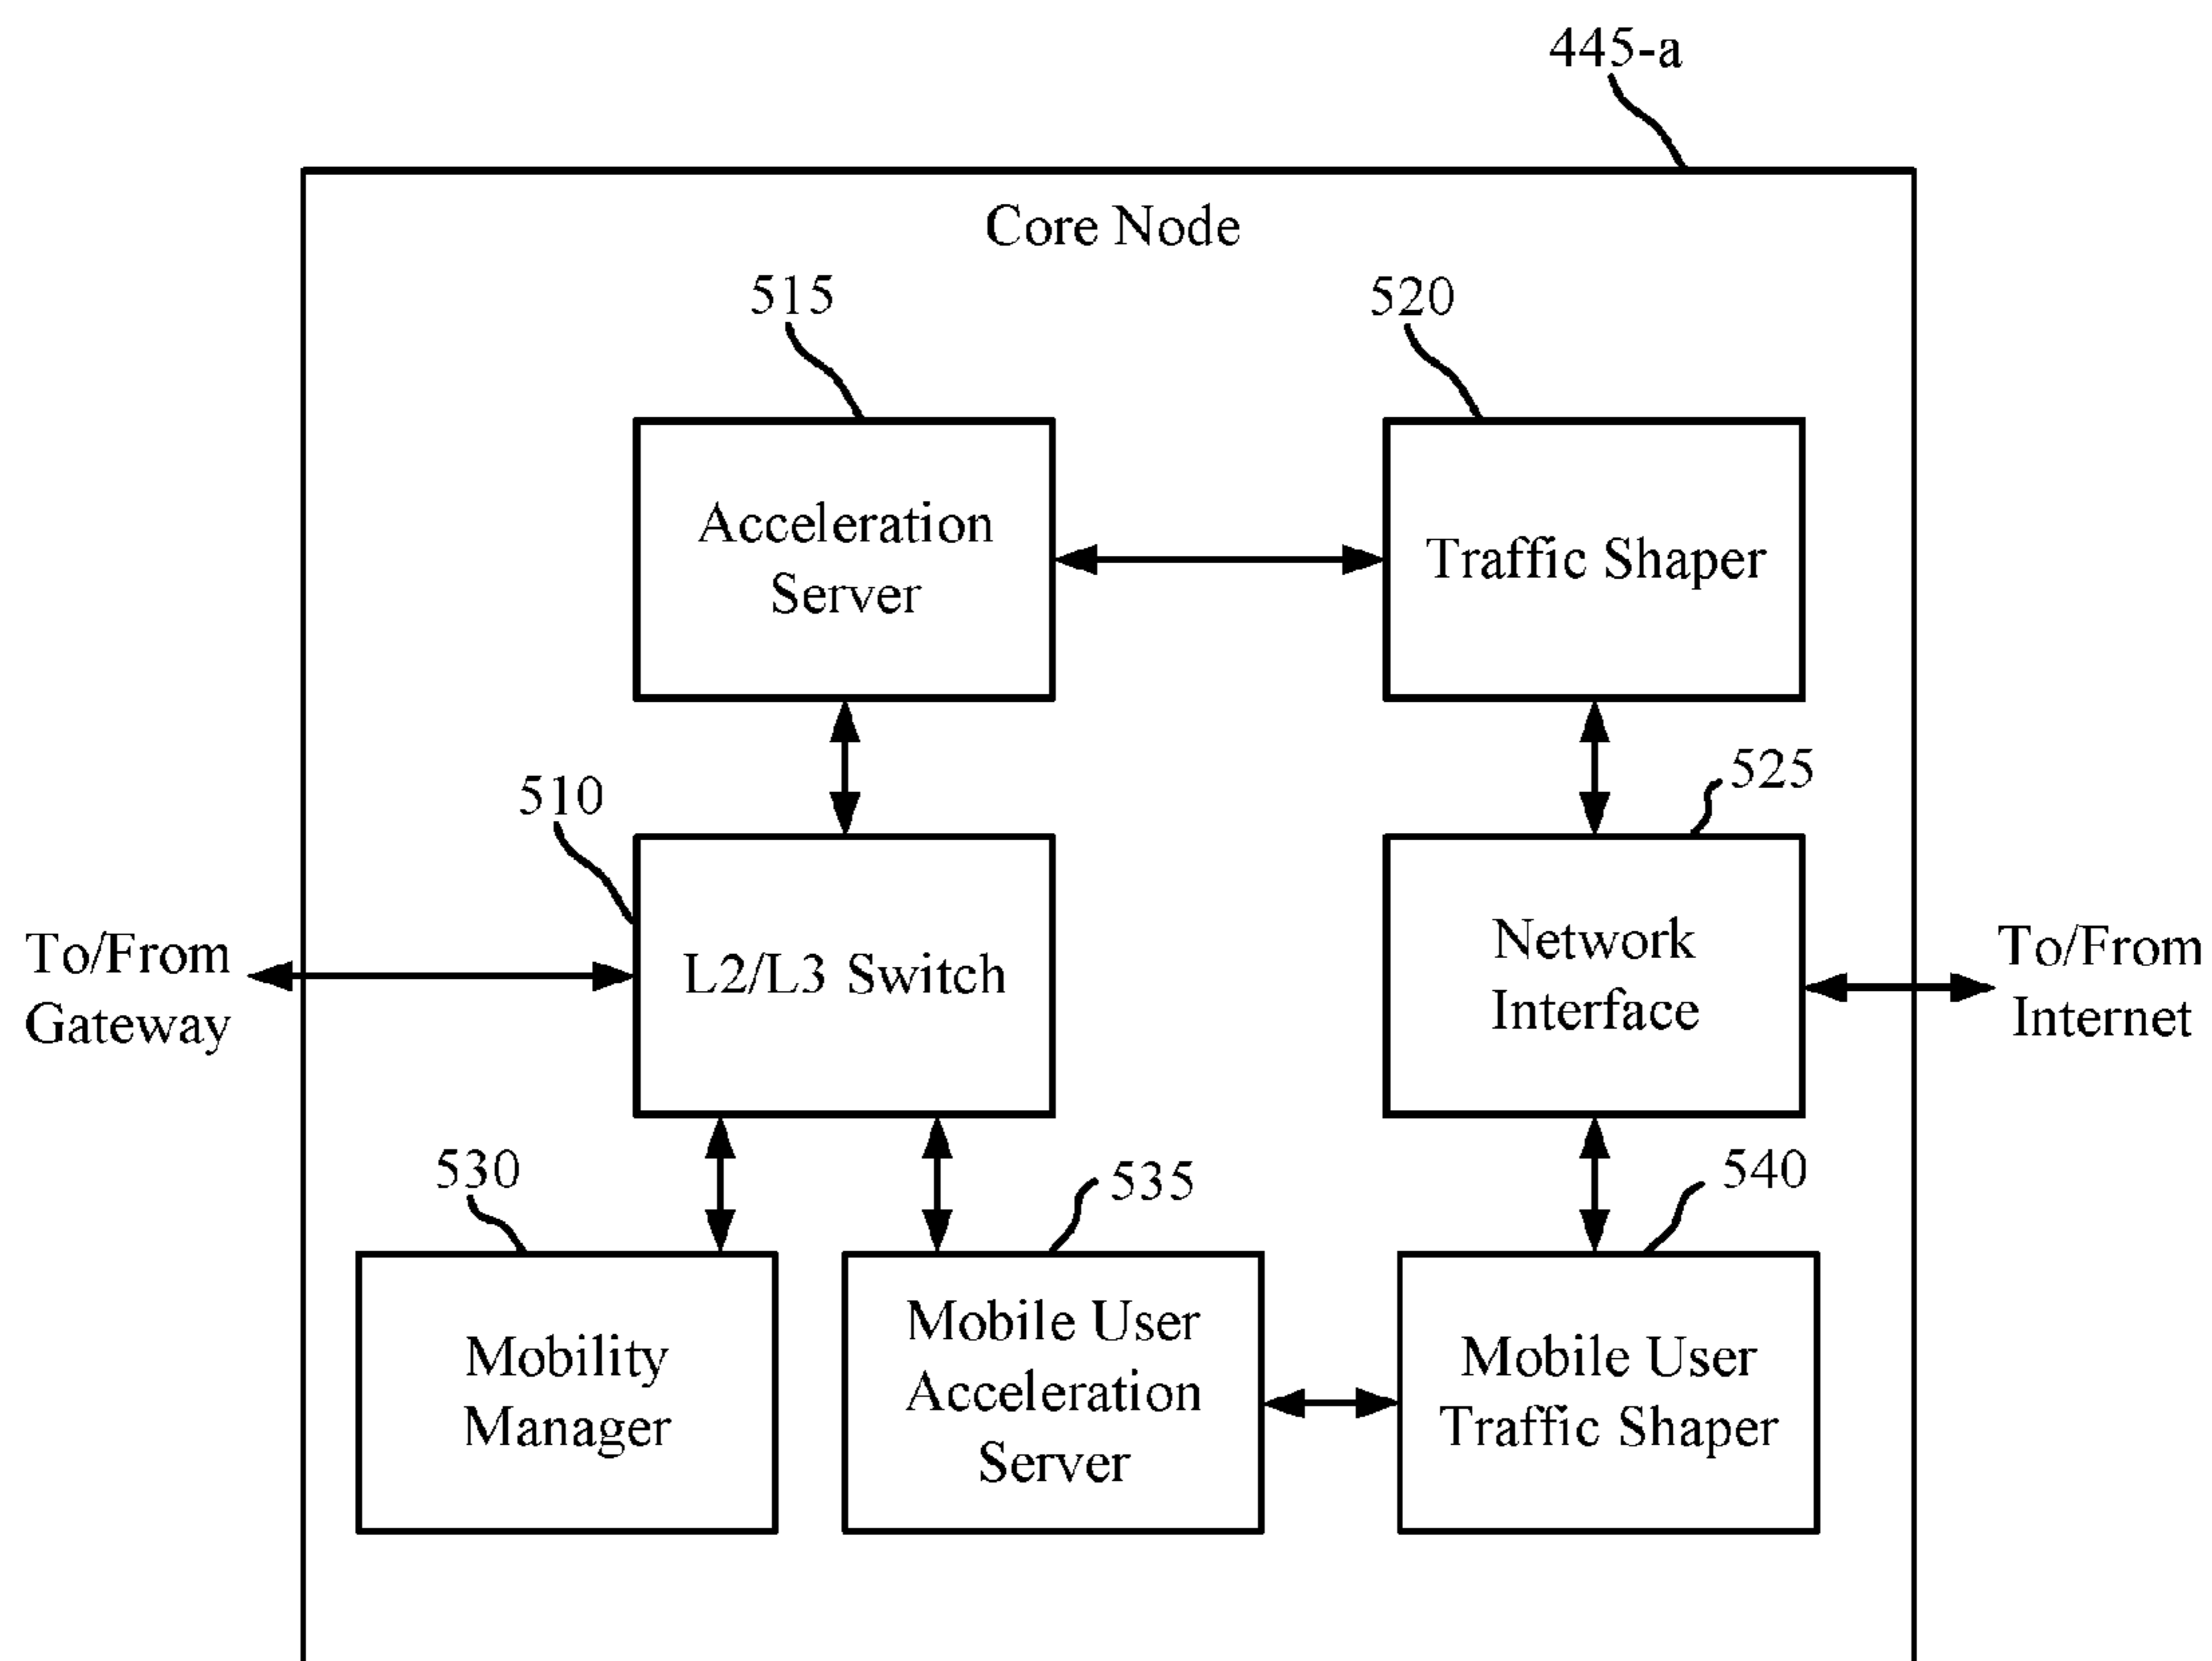 445-a
Core Node
515
520
Acceleration
Server
Traffic Shaper
510
525
To/From
Gateway
L2/L3 Switch
Network
Interface
To/From
Internet
530
535
540
Mobility
Manager
Mobile User
Acceleration
Server
Mobile User
Traffic Shaper